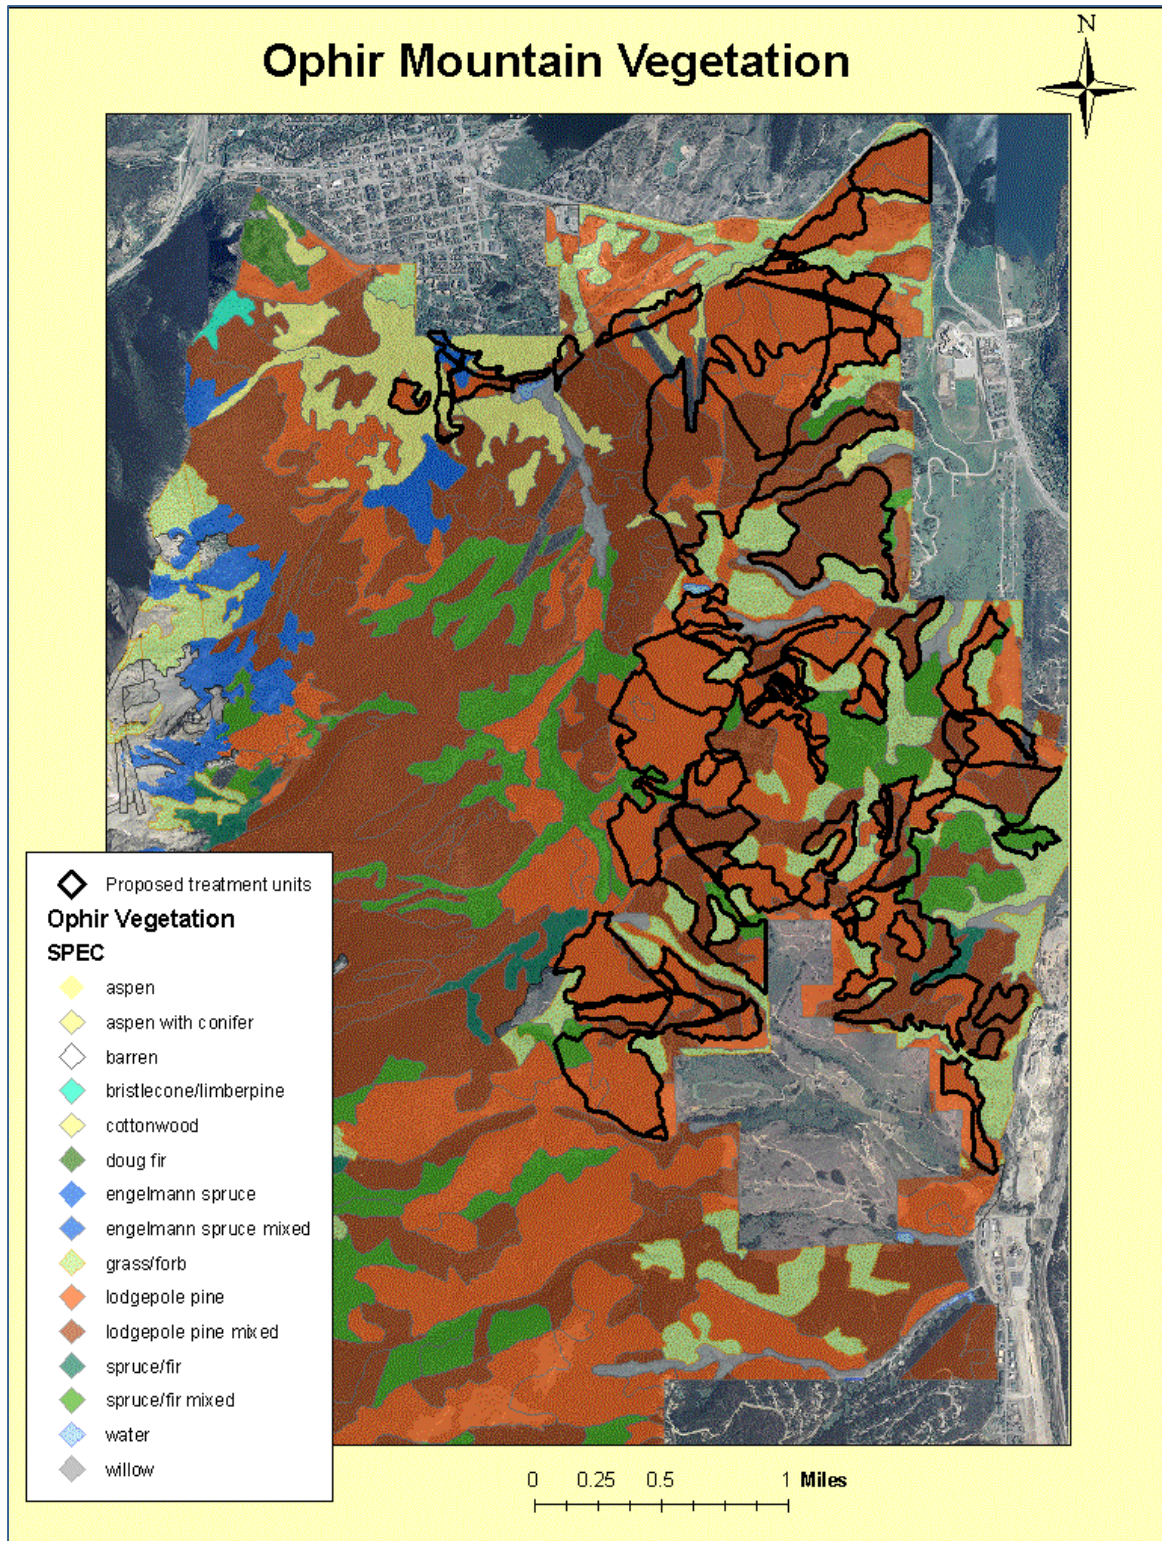 N
Ophir Mountain Vegetation
Proposed treatment units
Ophir Vegetation
SPEC
aspen
aspen with conifer
barren
bristlecone/limberpine
cottonwood
doug fir
engelmann spruce
engelmann spruce mixed
grass/forb
lodgepole pine
lodgepole pine mixed
spruce/fir
spruce/fir mixed
water
willow
0 0.25 0.5 1 Miles